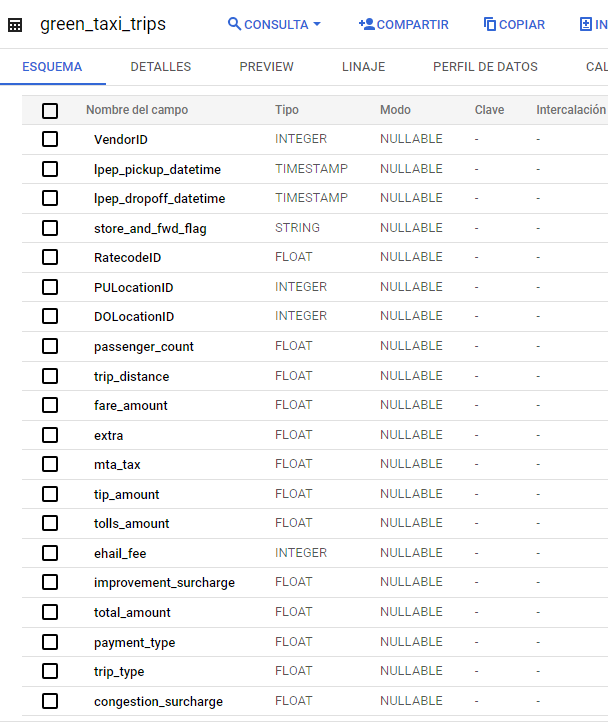 green_taxi_trips CONSULTA COMPARTIR COPIAR IN
ESQUEMA DETALLES PREVIEW LINAJE PERFIL DE DATOS CAL
Nombre del campo Tipo Modo Clave Intercalación
VendorID INTEGER NULLABLE - -
lpep_pickup_datetime TIMESTAMP NULLABLE - -
lpep_dropoff_datetime TIMESTAMP NULLABLE - -
store_and_fwd_flag STRING NULLABLE - -
RatecodeID FLOAT NULLABLE - -
PULocationID INTEGER NULLABLE - -
DOLocationID INTEGER NULLABLE - -
passenger_count FLOAT NULLABLE - -
trip_distance FLOAT NULLABLE - -
fare_amount FLOAT NULLABLE - -
extra FLOAT NULLABLE - -
mta_tax FLOAT NULLABLE - -
tip_amount FLOAT NULLABLE - -
tolls_amount FLOAT NULLABLE - -
ehail_fee INTEGER NULLABLE - -
improvement_surcharge FLOAT NULLABLE - -
total_amount FLOAT NULLABLE - -
payment_type FLOAT NULLABLE - -
trip_type FLOAT NULLABLE - -
congestion_surcharge FLOAT NULLABLE - -